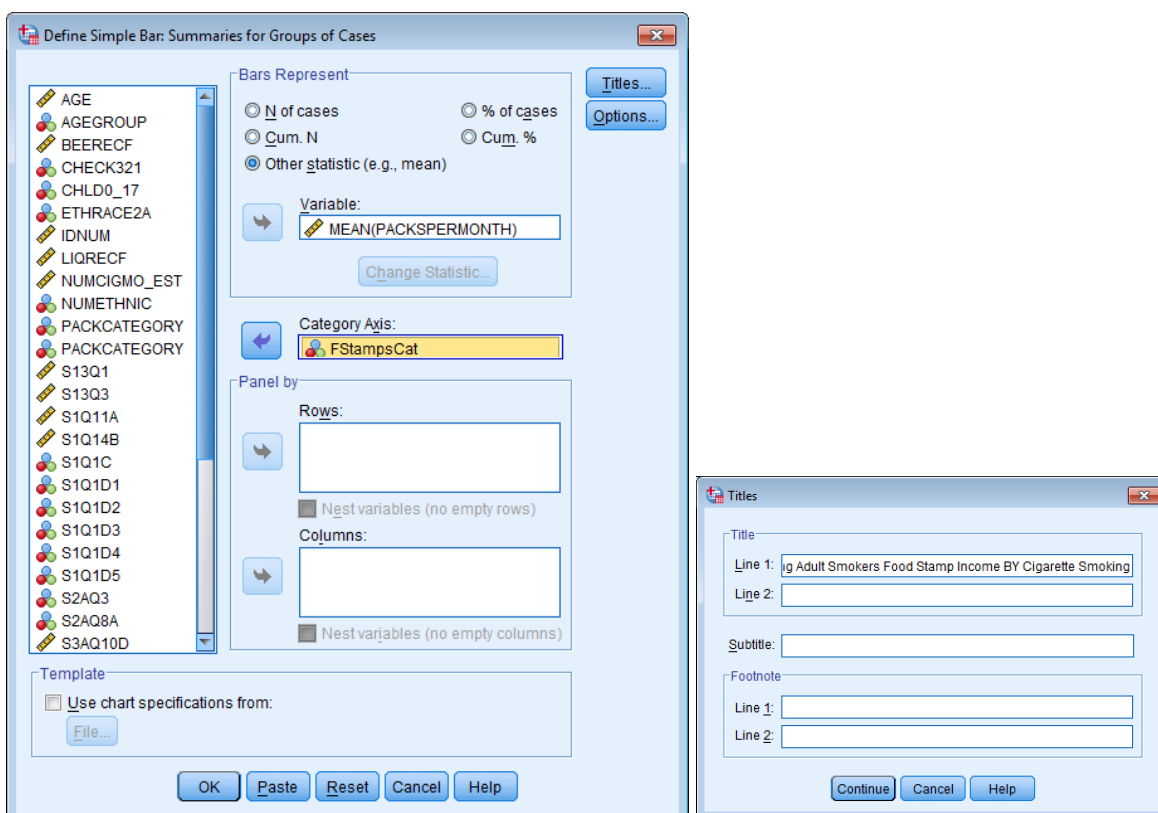 Define Simple Bar: Summaries for Groups of Cases
AGE
AGEGROUP
BEERECF
CHECK321
CHLD0_17
ETHRACE2A
IDNUM
LIQRECF
NUMCIGMO_EST
NUMETHNIC
PACKCATEGORY
PACKCATEGORY
S13Q1
S13Q3
S1Q11A
S1Q14B
S1Q1C
S1Q1D1
S1Q1D2
S1Q1D3
S1Q1D4
S1Q1D5
S2AQ3
S2AQ8A
S3AQ10D
Bars Represent
N of cases
% of cases
Cum. N
Cum. %
Other statistic (e.g., mean)
Variable:
MEAN(PACKSPERMONTH)
Change Statistic...
Category Axis:
FStampsCat
Panel by
Rows:
Nest variables (no empty rows)
Columns:
Nest variables (no empty columns)
Titles...
Options...
Template
Use chart specifications from:
File...
OK
Paste
Reset
Cancel
Help
Titles
Title
Line 1: g Adult Smokers Food Stamp Income BY Cigarette Smoking
Line 2:
Subtitle:
Footnote
Line 1:
Line 2:
Continue
Cancel
Help